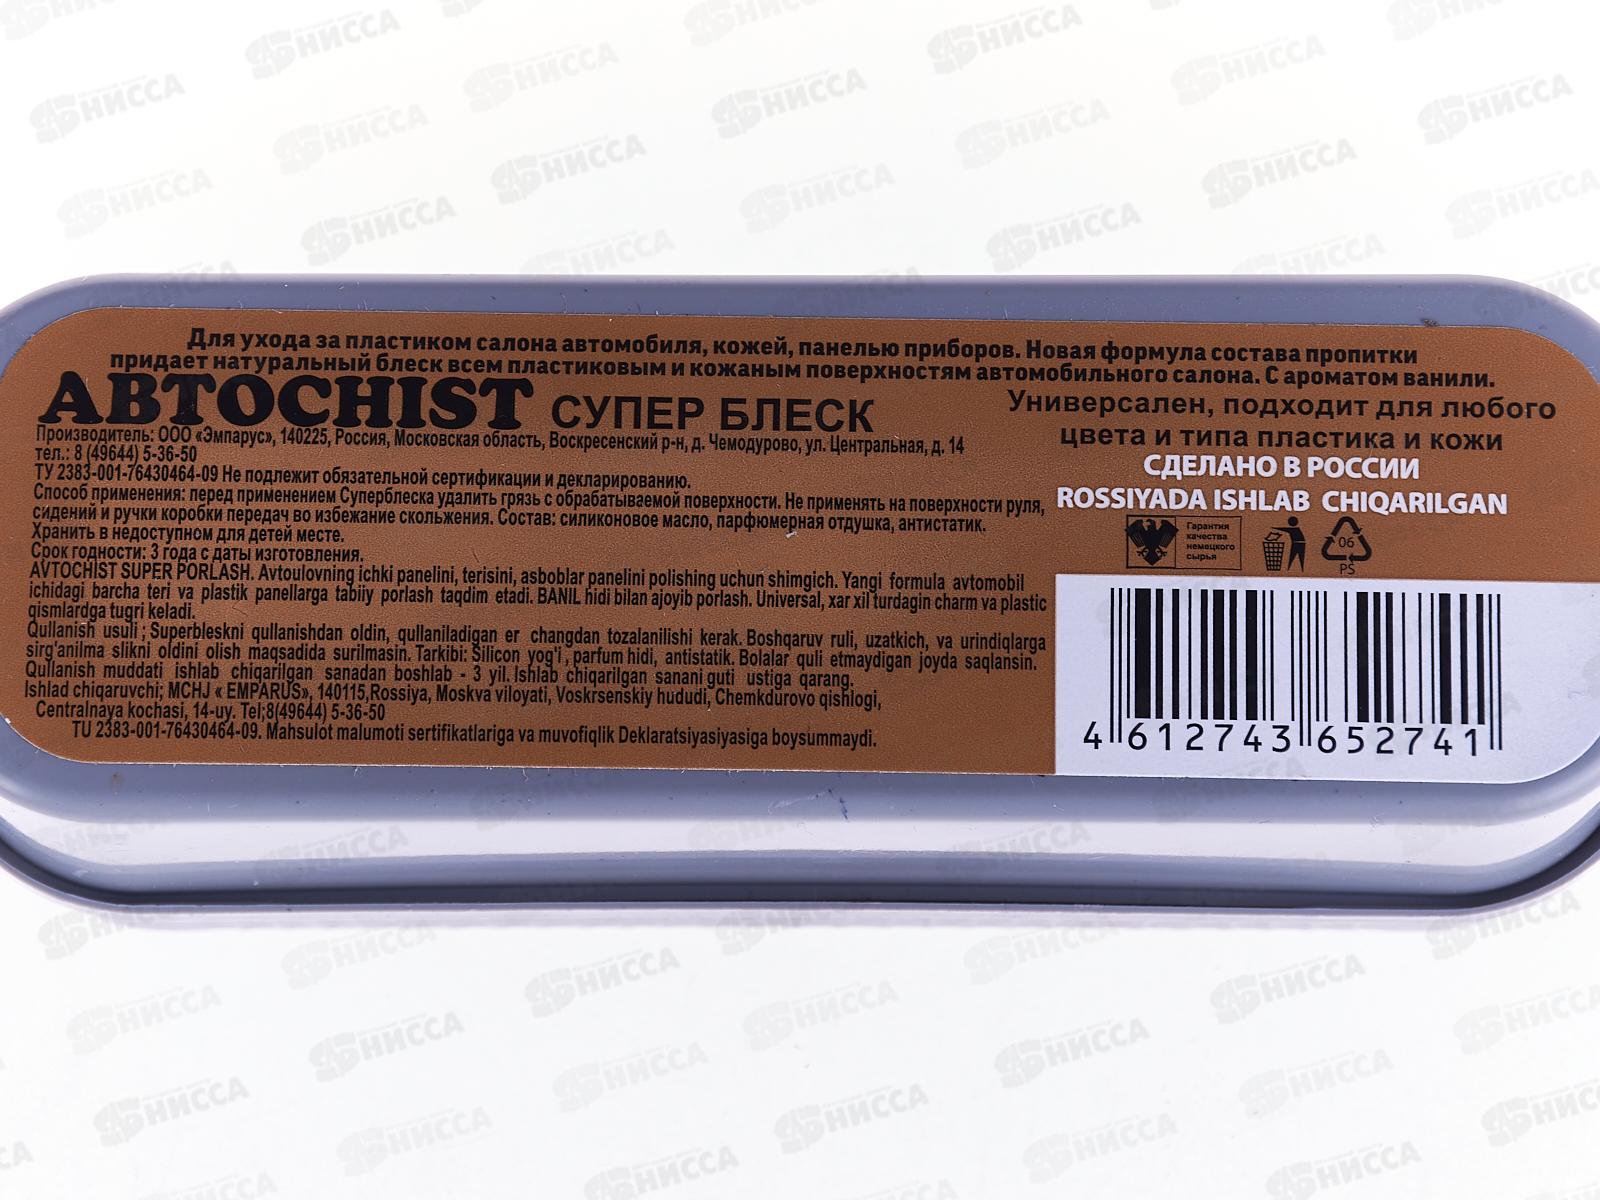 Для ухода за пластиком салона автомобиля, кожей, панелью приборов. Новая формула состава пропитки
придает натуральный блеск всем пластиковым и кожаным поверхностям автомобильного салона. С ароматом ванили.
АВТОCHIST СУПЕР БЛЕСК
Универсален, подходит для любого
цвета и типа пластика и кожи
СДЕЛАНО В РОССИИ
ROSSIYADA ISHLAB CHIQARILGAN
Производитель: ООО «Эмпарус», 140225, Россия, Московская область, Воскресенский р-н, д. Чемодурово, ул. Центральная, д. 14
тел.: 8 (49644) 5-36-50
ТУ 2383-001-76430464-09 Не подлежит обязательной сертификации и декларированию.
Способ применения: перед применением Суперблеска удалить грязь с обрабатываемой поверхности. Не применять на поверхности руля,
сидений и ручки коробки передач во избежание скольжения. Состав: силиконовое масло, парфюмерная отдушка, антистатик.
Хранить в недоступном для детей месте.
Срок годности: 3 года с даты изготовления.
AVTOCHIST SUPER PORLASH. Avtoulovning ichki panelini, terisini, asboblar panelini polishing uchun shimgich. Yangi formula avtomobil
ichidagi barcha teri va plastik panellarga tabiiy porlash taqdim etadi. BANIL hidi bilan ajoyib porlash. Universal, xar xil turdagin charm va plastic
qismlardga tugri keladi.
Qullanish usuli ; Superbleskni qullanishdan oldin, qullaniladigan er changdan tozalanilishi kerak. Boshqaruv ruli, uzatkich, va urindiqlarga
sirg'anilma slikni oldini olish maqsadida surilmasin. Tarkibi: Silicon yog'i , parfum hidi, antistatik. Bolalar quli etmaydigan joyda saqlansin.
Qullanish muddati ishlab chiqarilgan sanadan boshlab - 3 yil. Ishlab chiqarilgan sanani guti ustiga qarang.
Ishlad chiqaruvchi; MCHJ « EMPARUS», 140115,Rossiya, Moskva viloyati, Voskrsenskiy hududi, Chemkdurovo qishlogi,
Centralnaya kochasi, 14-uy. Tel;8(49644) 5-36-50
TU 2383-001-76430464-09. Mahsulot malumoti sertifikatlariga va muvofiqlik Deklaratsiyasiyasiga boysummaydi.
Гарантия
качества
немецкого
сырья
06
PS
4 612743 652741
НИССА